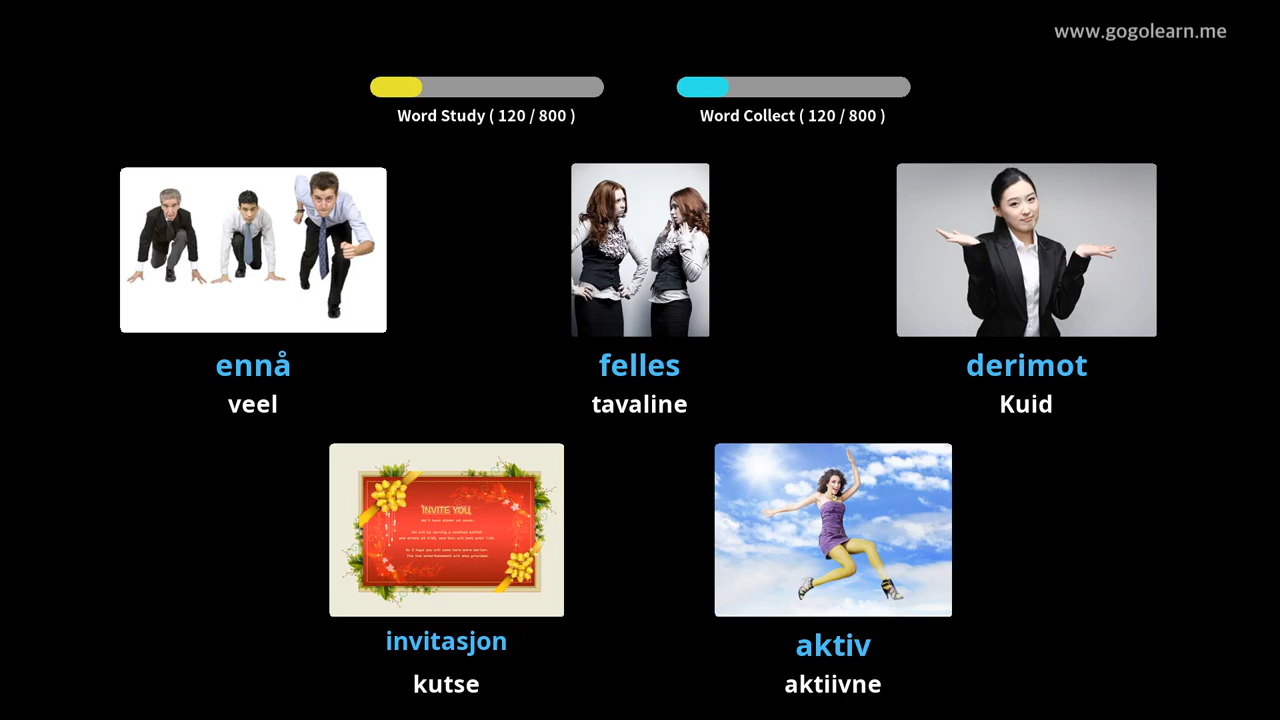 www.gogolearn.me
Word Study ( 120 / 800 )
Word Collect ( 120 / 800 )
ennå
felles
derimot
veel
tavaline
Kuid
INVITE YOU
invitasjon
aktiv
kutse
aktiivne